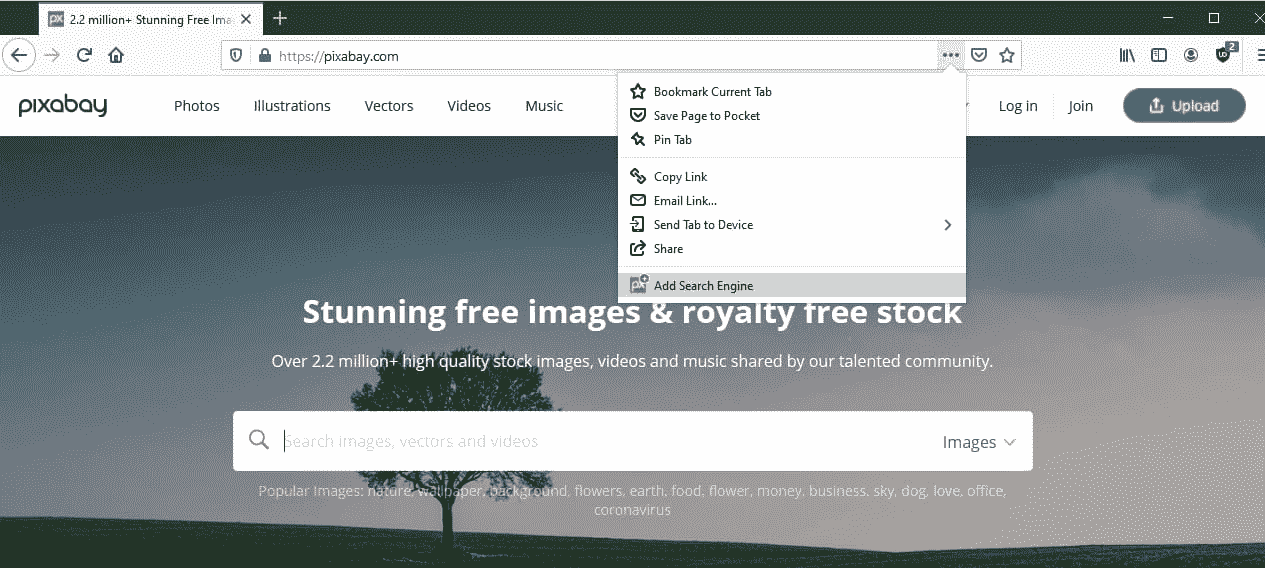 2.2 million+ Stunning Free Ima
https://pixabay.com
2
pixabay
Photos Illustrations Vectors Videos Music Log in Join Upload
Bookmark Current Tab
Save Page to Pocket
Pin Tab
Copy Link
Email Link...
Send Tab to Device
Share
Add Search Engine
Stunning free images & royalty free stock
Over 2.2 million+ high quality stock images, videos and music shared by our talented community.
Search images, vectors and videos Images
Popular Images: nature, wallpaper, background, flowers, earth, food, flower, money, business, sky, dog, love, office,
coronavirus